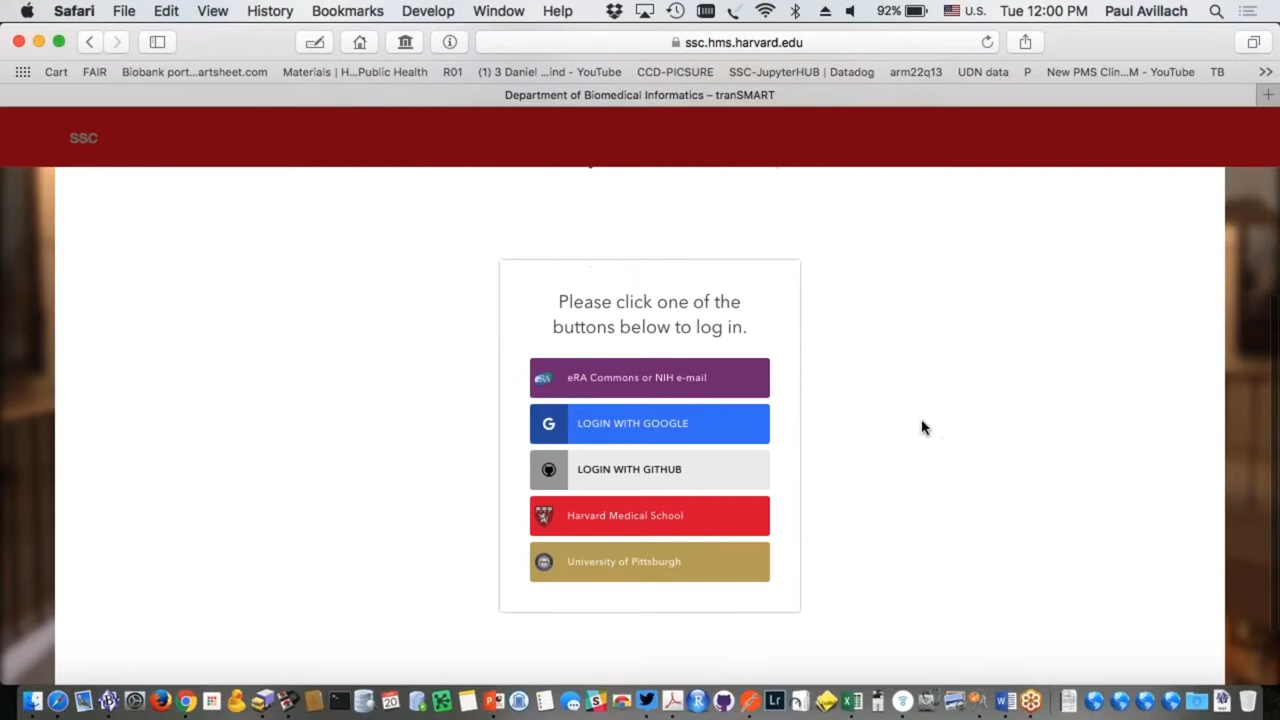 Safari File Edit View History Bookmarks Develop Window Help 92% U.S. Tue 12:00 PM Paul Avillach
ssc.hms.harvard.edu
Cart FAIR Biobank port...artsheet.com Materials | H...Public Health R01 (1) 3 Daniel ...ind - YouTube CCD-PICSURE SSC-JupyterHUB | Datadog arm22q13 UDN data P New PMS Clin...M - YouTube TB >>
Department of Biomedical Informatics – tranSMART
SSC
Please click one of the
buttons below to log in.
eRA Commons or NIH e-mail
LOGIN WITH GOOGLE
LOGIN WITH GITHUB
Harvard Medical School
University of Pittsburgh